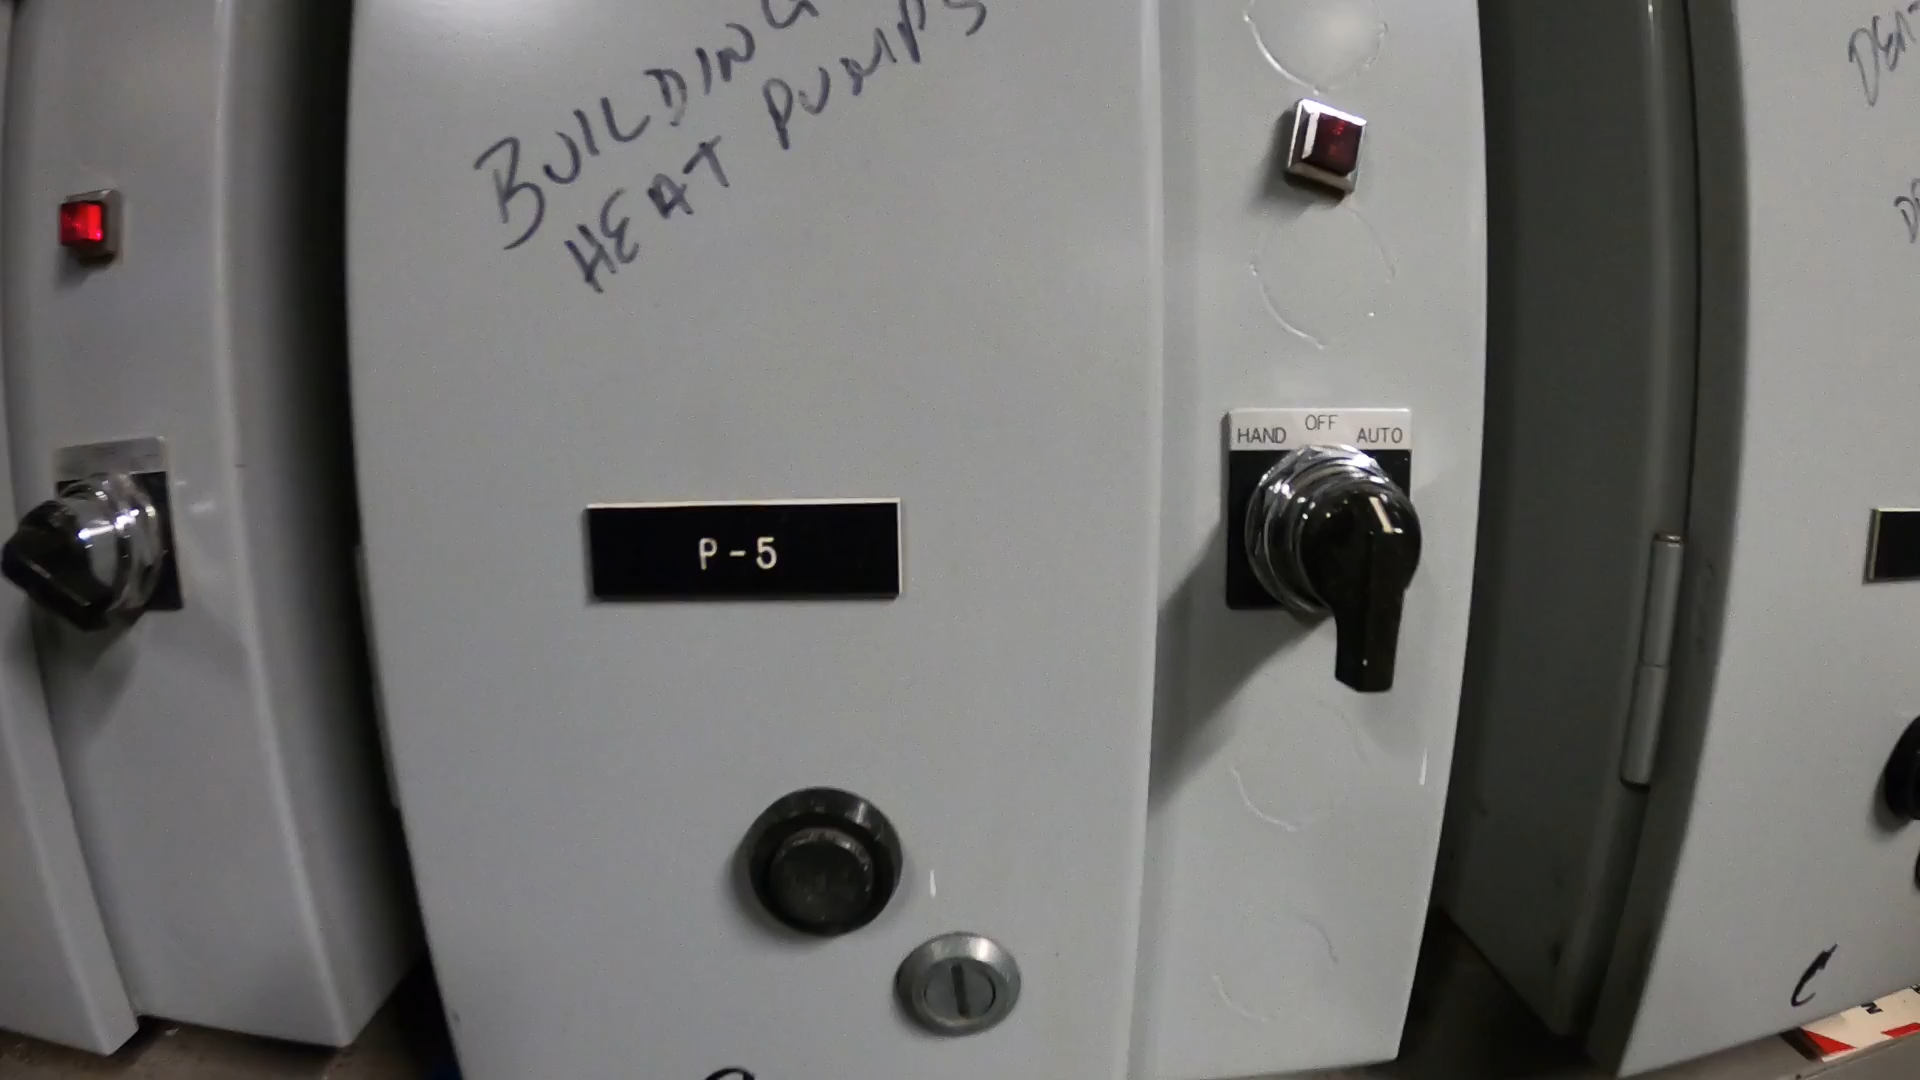 BUILDING
HEAT PUMPS
HAND OFF AUTO
P-5
C